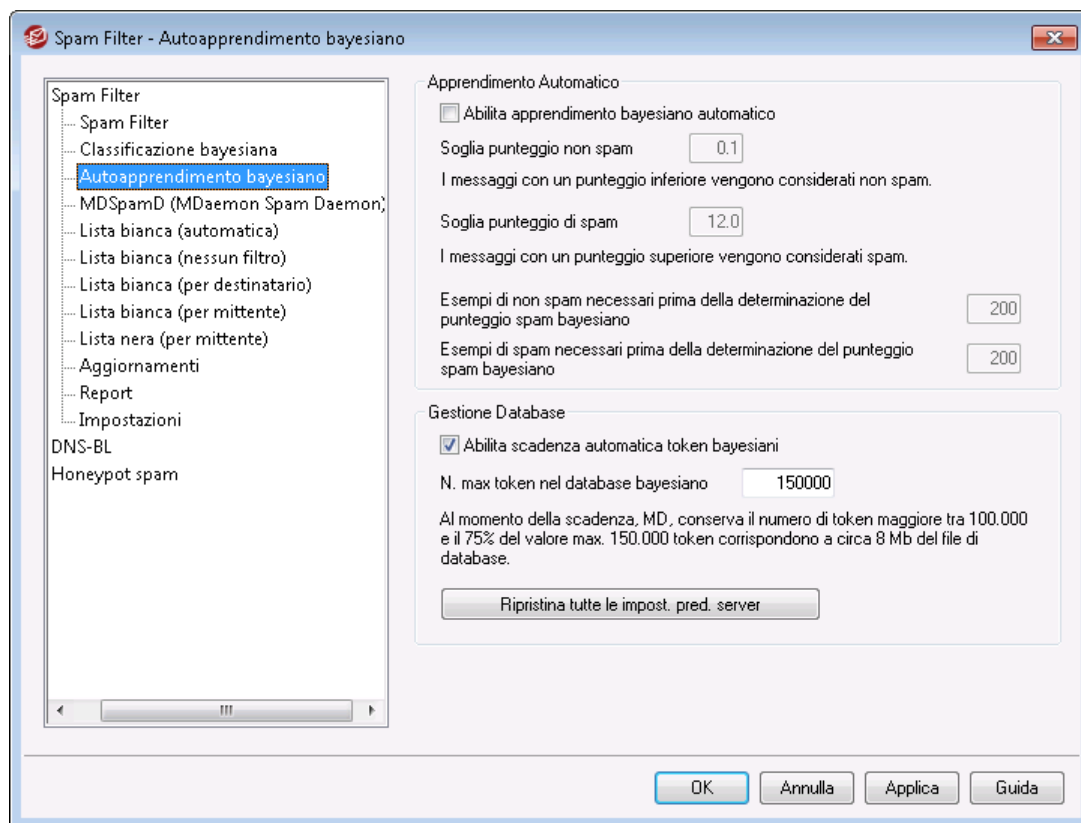 Spam Filter - Autoapprendimento bayesiano
Spam Filter
Spam Filter
Classificazione bayesiana
Autoapprendimento bayesiano
MDSpamD (MDaemon Spam Daemon)
Lista bianca (automatica)
Lista bianca (nessun filtro)
Lista bianca (per destinatario)
Lista bianca (per mittente)
Lista nera (per mittente)
Aggiornamenti
Report
Impostazioni
DNS-BL
Honeypot spam
Apprendimento Automatico
Abilita apprendimento bayesiano automatico
Soglia punteggio non spam 0.1
I messaggi con un punteggio inferiore vengono considerati non spam.
Soglia punteggio di spam 12.0
I messaggi con un punteggio superiore vengono considerati spam.
Esempi di non spam necessari prima della determinazione del
punteggio spam bayesiano 200
Esempi di spam necessari prima della determinazione del punteggio
spam bayesiano 200
Gestione Database
Abilita scadenza automatica token bayesiani
N. max token nel database bayesiano 150000
Al momento della scadenza, MD, conserva il numero di token maggiore tra 100.000
e il 75% del valore max. 150.000 token corrispondono a circa 8 Mb del file di
database.
Ripristina tutte le impost. pred. server
OK Annulla Applica Guida